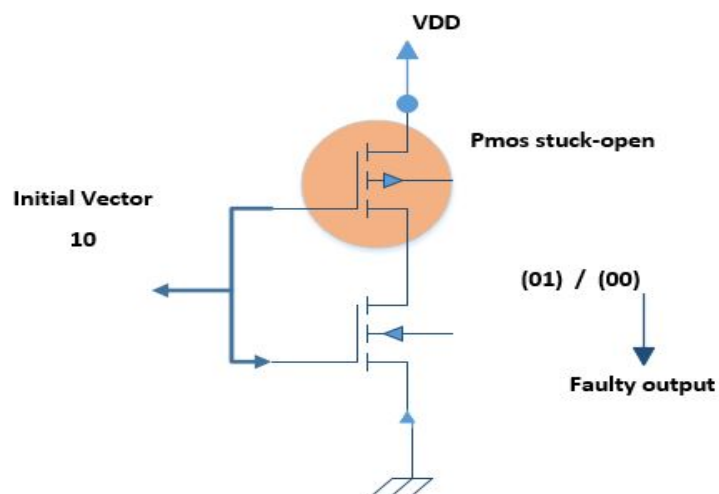 VDD
Pmos stuck-open
Initial Vector
10
(01) / (00)
Faulty output